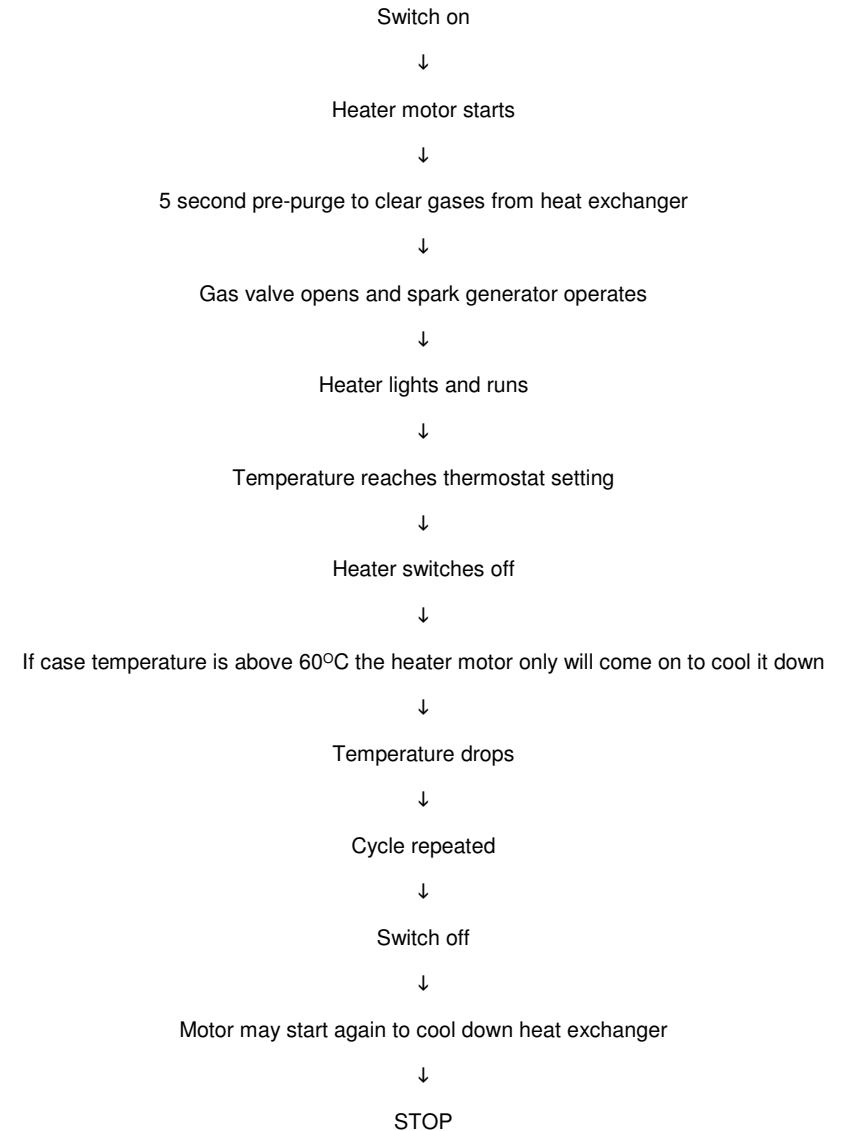 Switch on
↓
Heater motor starts
↓
5 second pre-purge to clear gases from heat exchanger
↓
Gas valve opens and spark generator operates
↓
Heater lights and runs
↓
Temperature reaches thermostat setting
↓
Heater switches off
↓
If case temperature is above 60ᴼC the heater motor only will come on to cool it down
↓
Temperature drops
↓
Cycle repeated
↓
Switch off
↓
Motor may start again to cool down heat exchanger
↓
STOP